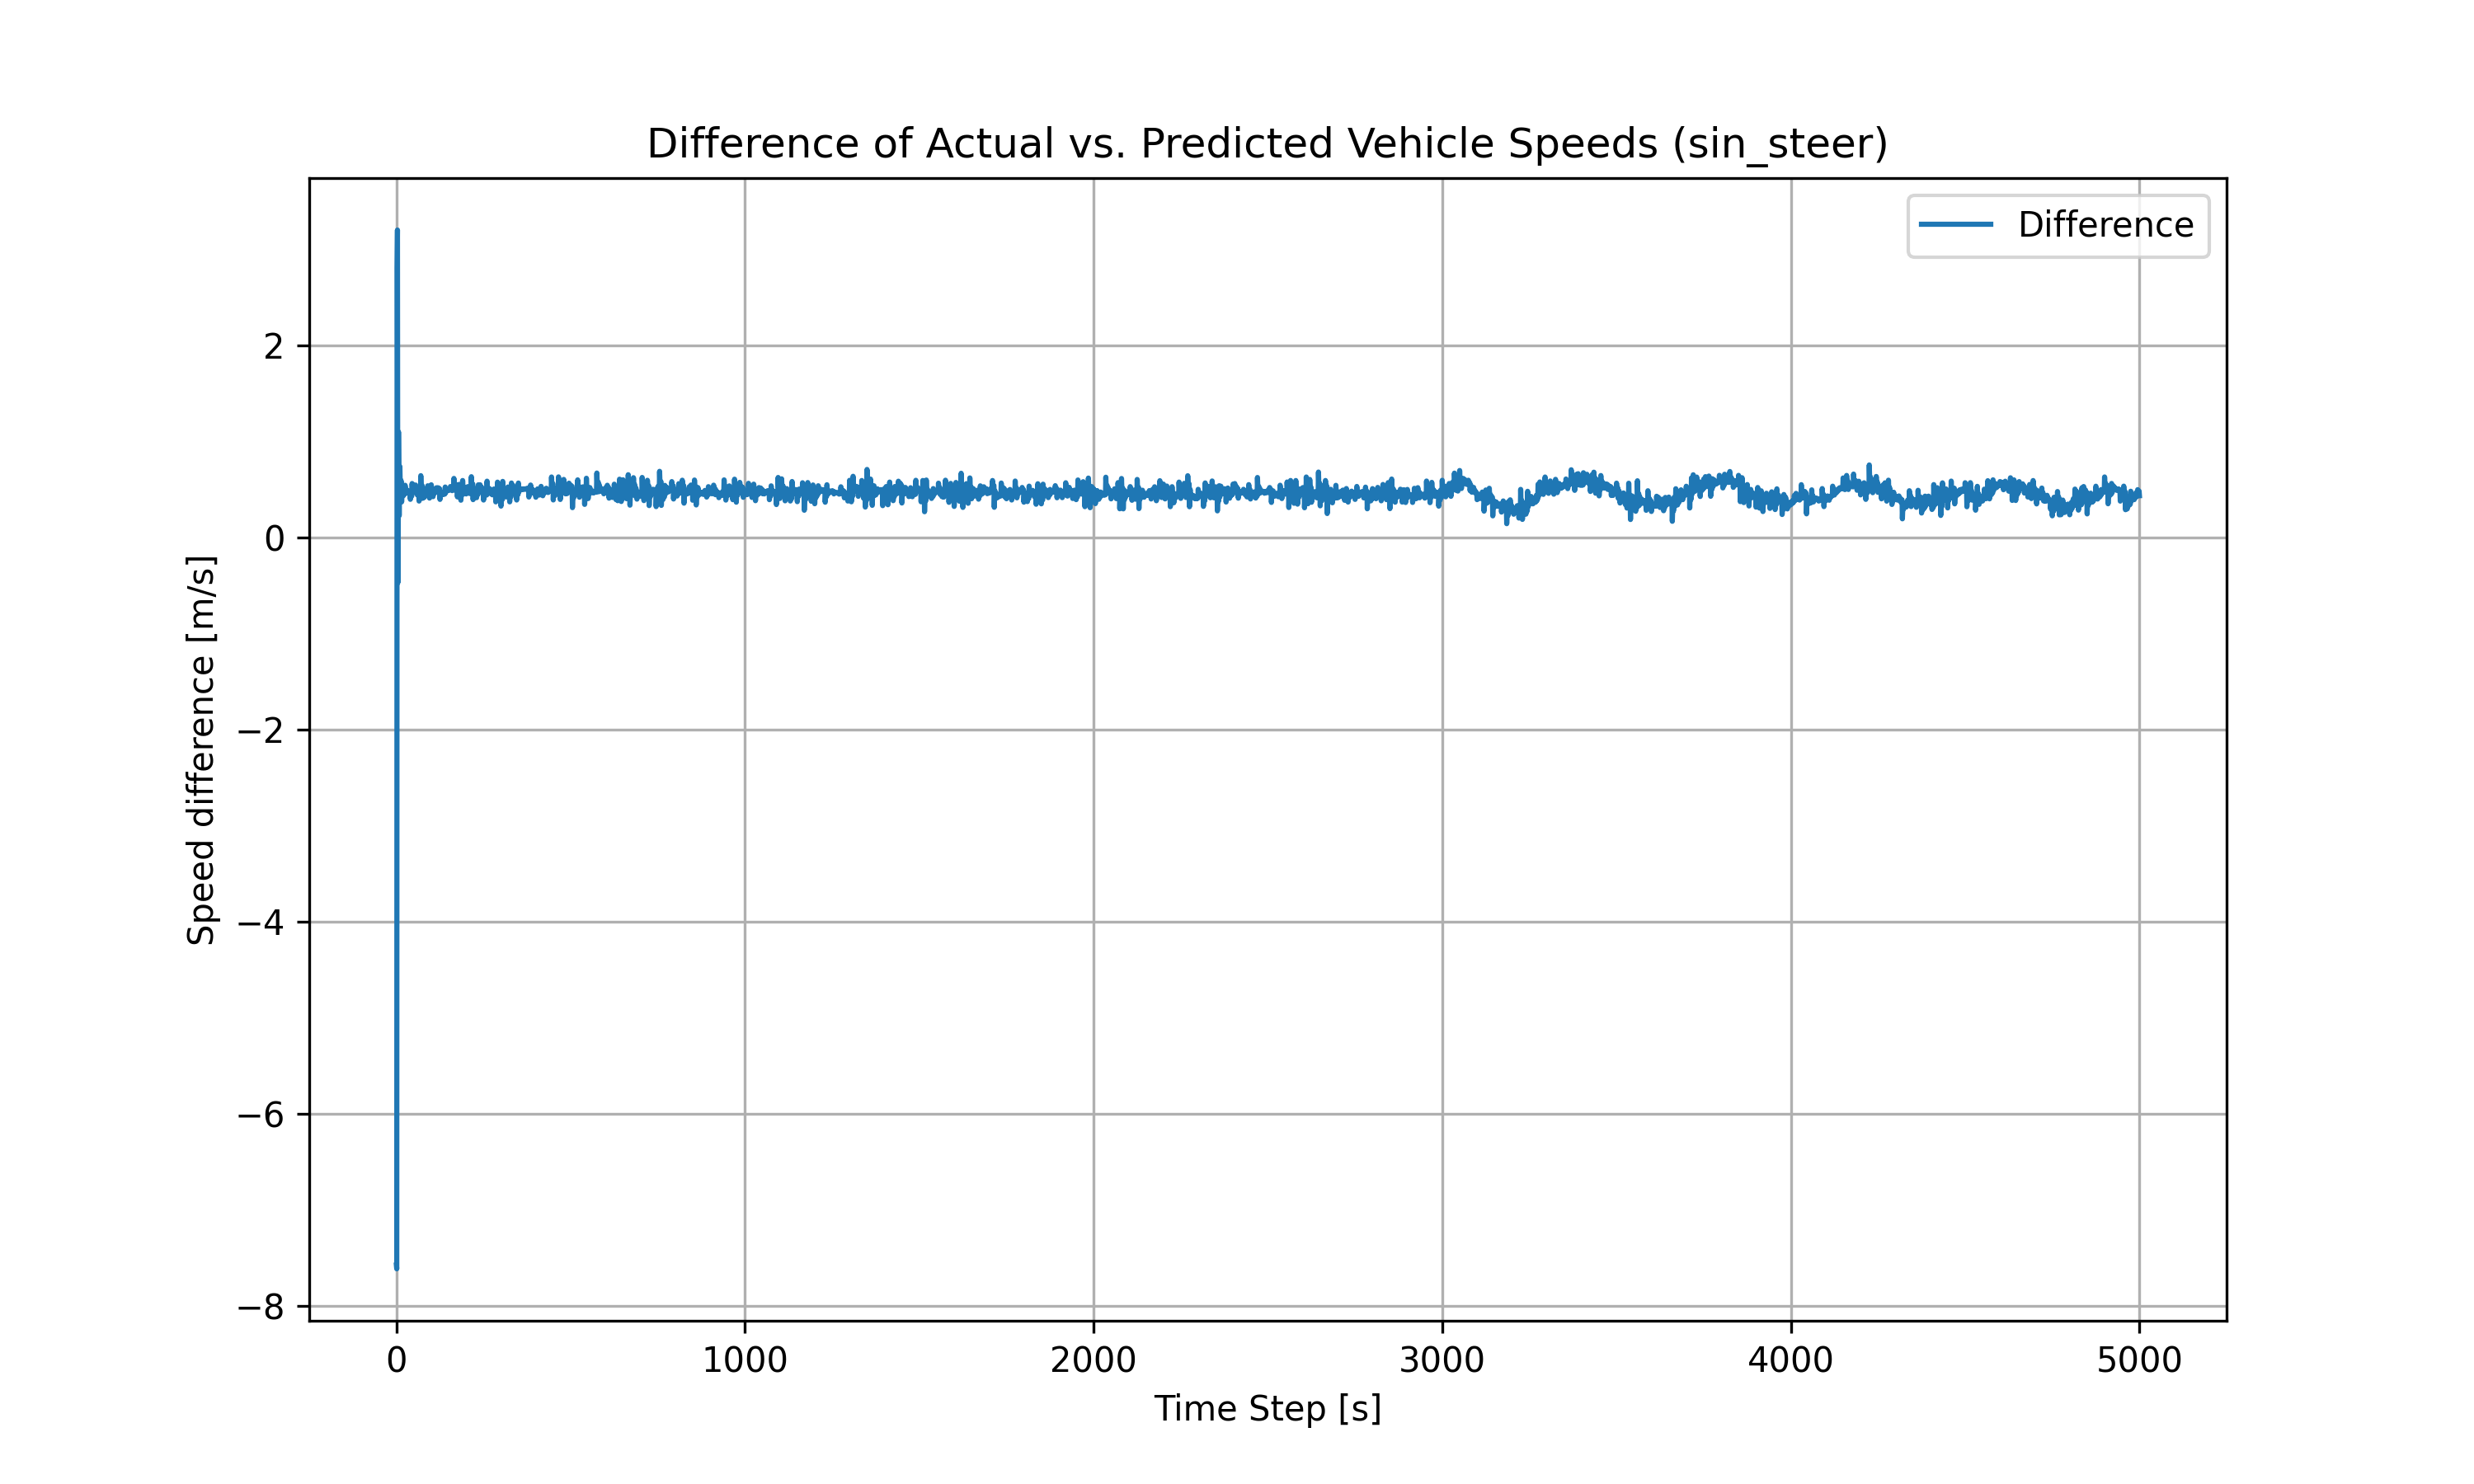 Difference of Actual vs. Predicted Vehicle Speeds (sin_steer)
Difference
2
0
−2
−4
−6
−8
Speed difference [m/s]
0 1000 2000 3000 4000 5000
Time Step [s]